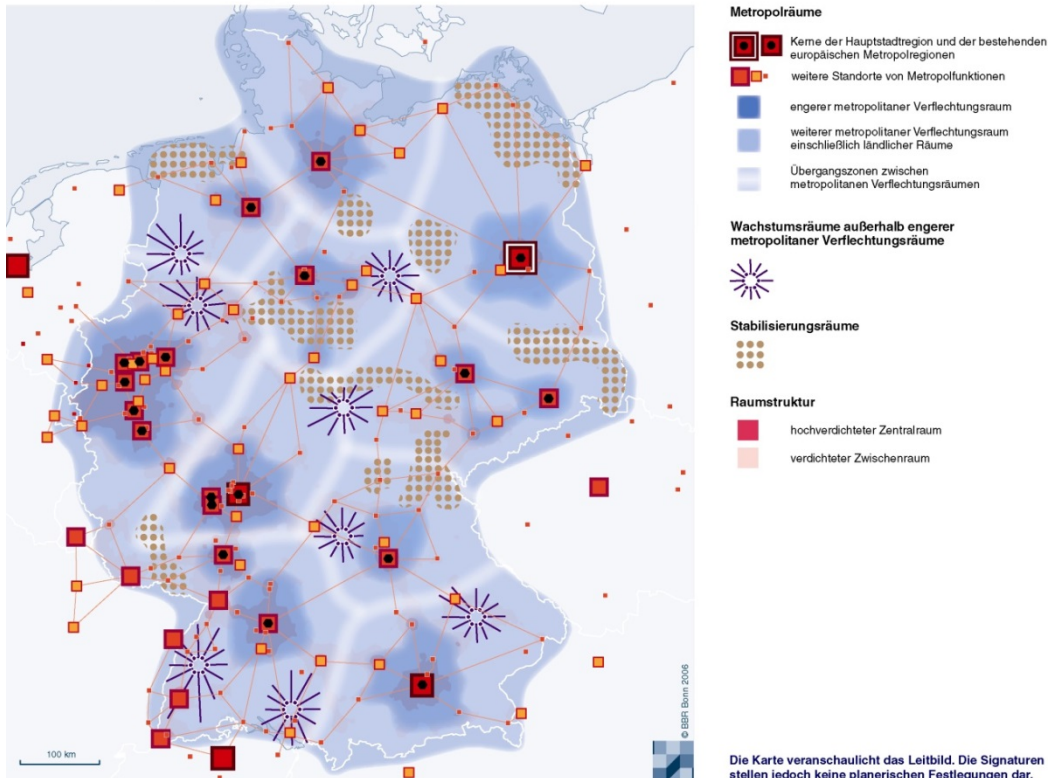 Metropolräume
Kerne der Hauptstadtregion und der bestehenden
europäischen Metropolregionen
weitere Standorte von Metropolfunktionen
engerer metropolitaner Verflechtungsraum
weiterer metropolitaner Verflechtungsraum
einschließlich ländlicher Räume
Übergangszonen zwischen
metropolitanen Verflechtungsräumen
Wachstumsräume außerhalb engerer
metropolitaner Verflechtungsräume
Stabilisierungsräume
Raumstruktur
hochverdichteter Zentralraum
verdichteter Zwischenraum
100 km
© BBR Bonn 2006
Die Karte veranschaulicht das Leitbild. Die Signaturen
stellen jedoch keine planerischen Festlegungen dar.